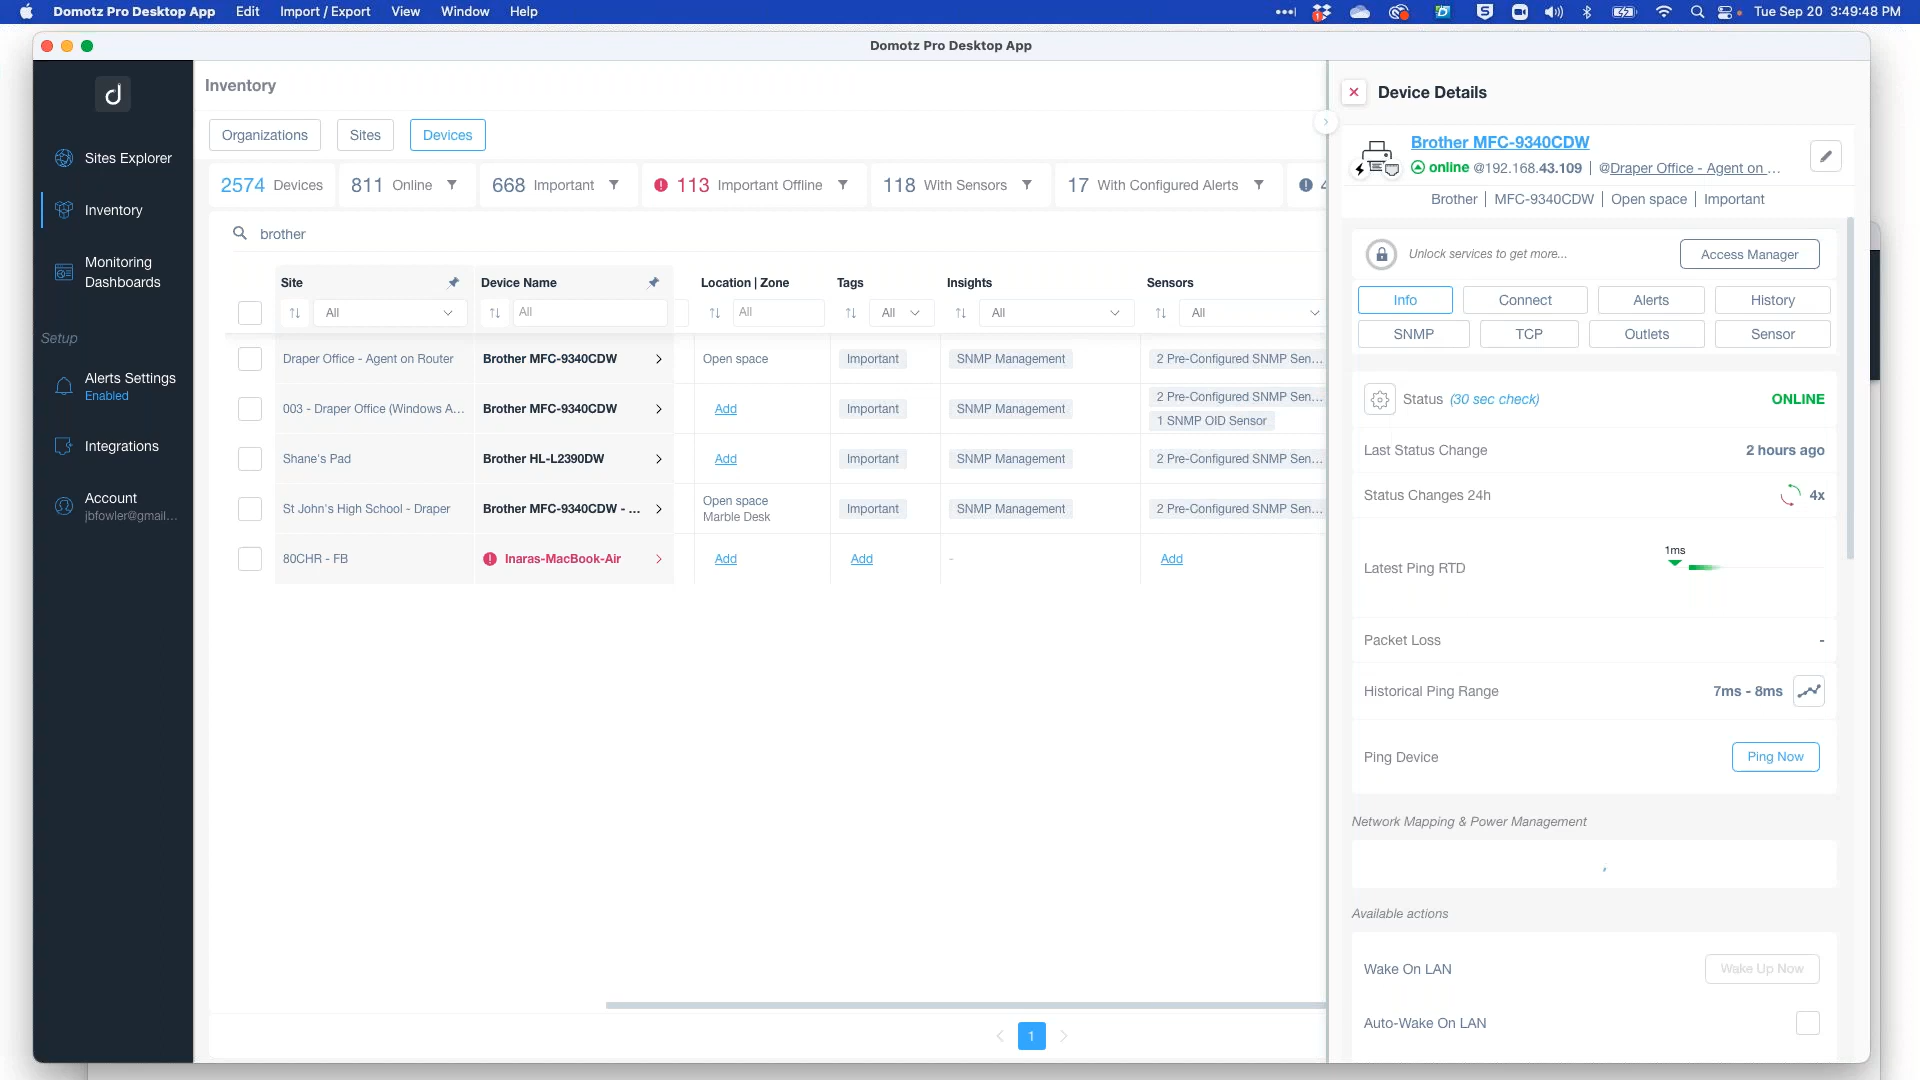 Domotz Pro Desktop App Edit Import / Export View Window Help Tue Sep 20 3:49:48 PM
Domotz Pro Desktop App
Inventory
Device Details
Organizations Sites Devices
2574 Devices 811 Online 668 Important 113 Important Offline 118 With Sensors 17 With Configured Alerts
brother
Site Device Name Location | Zone Tags Insights Sensors
All All All All All All
Draper Office - Agent on Router Brother MFC-9340CDW Open space Important SNMP Management 2 Pre-Configured SNMP Sen...
003 - Draper Office (Windows A... Brother MFC-9340CDW Add Important SNMP Management 2 Pre-Configured SNMP Sen...
1 SNMP OID Sensor
Shane's Pad Brother HL-L2390DW Add Important SNMP Management 2 Pre-Configured SNMP Sen...
St John's High School - Draper Brother MFC-9340CDW - ... Open space
Marble Desk Important SNMP Management 2 Pre-Configured SNMP Sen...
80CHR - FB Inaras-MacBook-Air Add Add - Add
1
Sites Explorer
Inventory
Monitoring
Dashboards
Setup
Alerts Settings
Enabled
Integrations
Account
jbfowler@gmail...
Brother MFC-9340CDW
online @192.168.43.109 | @Draper Office - Agent on ...
Brother | MFC-9340CDW | Open space | Important
Unlock services to get more... Access Manager
Info Connect Alerts History
SNMP TCP Outlets Sensor
Status (30 sec check) ONLINE
Last Status Change 2 hours ago
Status Changes 24h 4x
1ms
Latest Ping RTD
Packet Loss -
Historical Ping Range 7ms - 8ms
Ping Device Ping Now
Network Mapping & Power Management
Available actions
Wake On LAN Wake Up Now
Auto-Wake On LAN